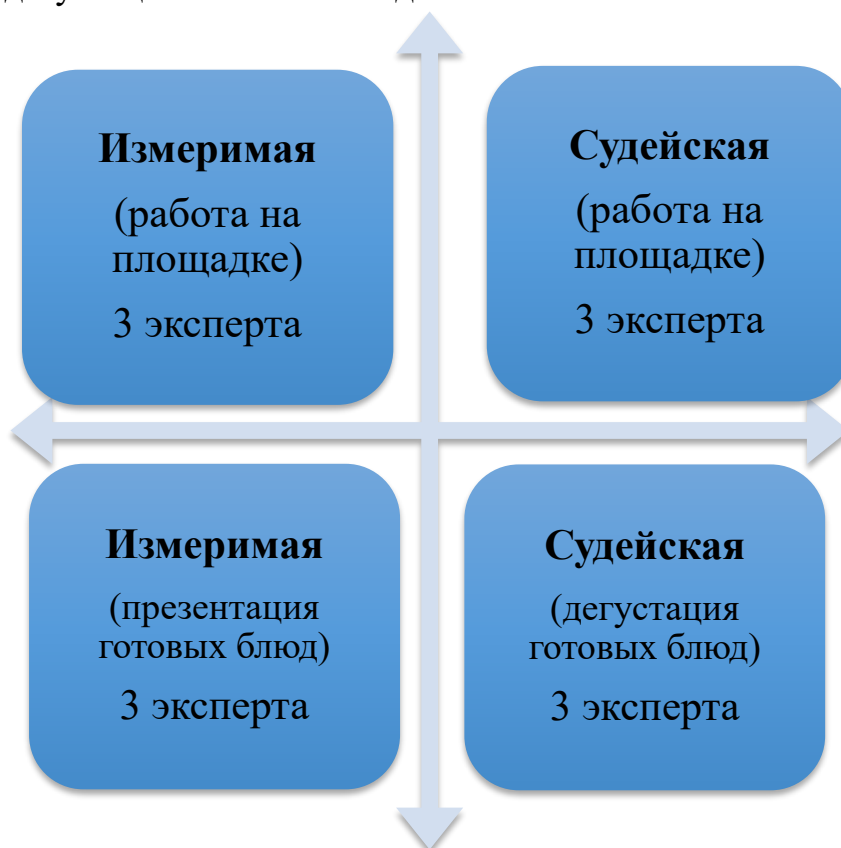 Измеримая
(работа на
площадке)
3 эксперта
Судейская
(работа на
площадке)
3 эксперта
Измеримая
(презентация
готовых блюд)
3 эксперта
Судейская
(дегустация
готовых блюд)
3 эксперта